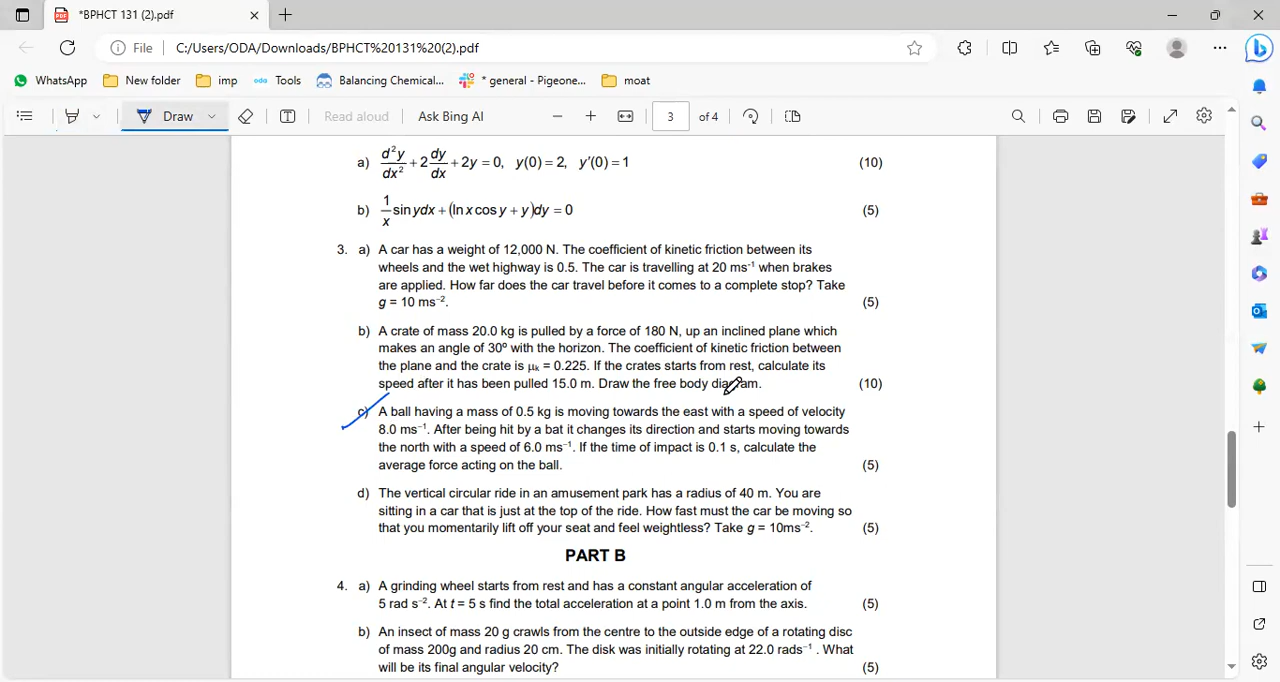 *BPHCT 131 (2).pdf
File C:/Users/ODA/Downloads/BPHCT%20131%20(2).pdf
WhatsApp New folder imp Tools Balancing Chemical... * general - Pigeone... moat
Draw Read aloud Ask Bing AI 3 of 4
a) d²y/dx² + 2 dy/dx + 2y = 0, y(0) = 2, y′(0) = 1 (10)
b) 1/x sin ydx + (ln x cos y + y)dy = 0 (5)
3. a) A car has a weight of 12,000 N. The coefficient of kinetic friction between its
wheels and the wet highway is 0.5. The car is travelling at 20 ms⁻¹ when brakes
are applied. How far does the car travel before it comes to a complete stop? Take
g = 10 ms⁻². (5)
b) A crate of mass 20.0 kg is pulled by a force of 180 N, up an inclined plane which
makes an angle of 30º with the horizon. The coefficient of kinetic friction between
the plane and the crate is μₖ = 0.225. If the crates starts from rest, calculate its
speed after it has been pulled 15.0 m. Draw the free body diagram. (10)
c) A ball having a mass of 0.5 kg is moving towards the east with a speed of velocity
8.0 ms⁻¹. After being hit by a bat it changes its direction and starts moving towards
the north with a speed of 6.0 ms⁻¹. If the time of impact is 0.1 s, calculate the
average force acting on the ball. (5)
d) The vertical circular ride in an amusement park has a radius of 40 m. You are
sitting in a car that is just at the top of the ride. How fast must the car be moving so
that you momentarily lift off your seat and feel weightless? Take g = 10ms⁻². (5)
PART B
4. a) A grinding wheel starts from rest and has a constant angular acceleration of
5 rad s⁻². At t = 5 s find the total acceleration at a point 1.0 m from the axis. (5)
b) An insect of mass 20 g crawls from the centre to the outside edge of a rotating disc
of mass 200g and radius 20 cm. The disk was initially rotating at 22.0 rads⁻¹ . What
will be its final angular velocity? (5)